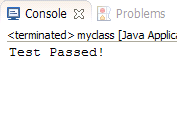 Console Problems
<terminated> myclass [Java Applica
Test Passed!